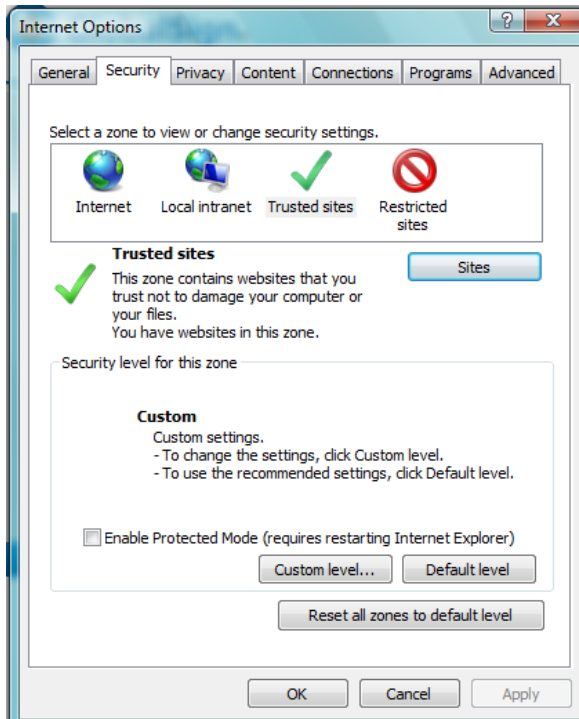 Internet Options
General Security Privacy Content Connections Programs Advanced
Select a zone to view or change security settings.
Internet Local intranet Trusted sites Restricted sites
Trusted sites
Sites
This zone contains websites that you
trust not to damage your computer or
your files.
You have websites in this zone.
Security level for this zone
Custom
Custom settings.
- To change the settings, click Custom level.
- To use the recommended settings, click Default level.
Enable Protected Mode (requires restarting Internet Explorer)
Custom level... Default level
Reset all zones to default level
OK Cancel Apply